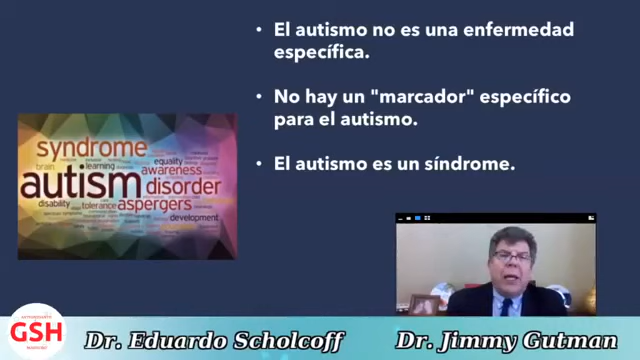 • El autismo no es una enfermedad
específica.
• No hay un "marcador" específico
para el autismo.
• El autismo es un síndrome.
syndrome
brain
learning
equality
awareness
autism
disorder
disability
tolerance
aspergers
development
GSH
Dr. Eduardo Scholcoff
Dr. Jimmy Gutman